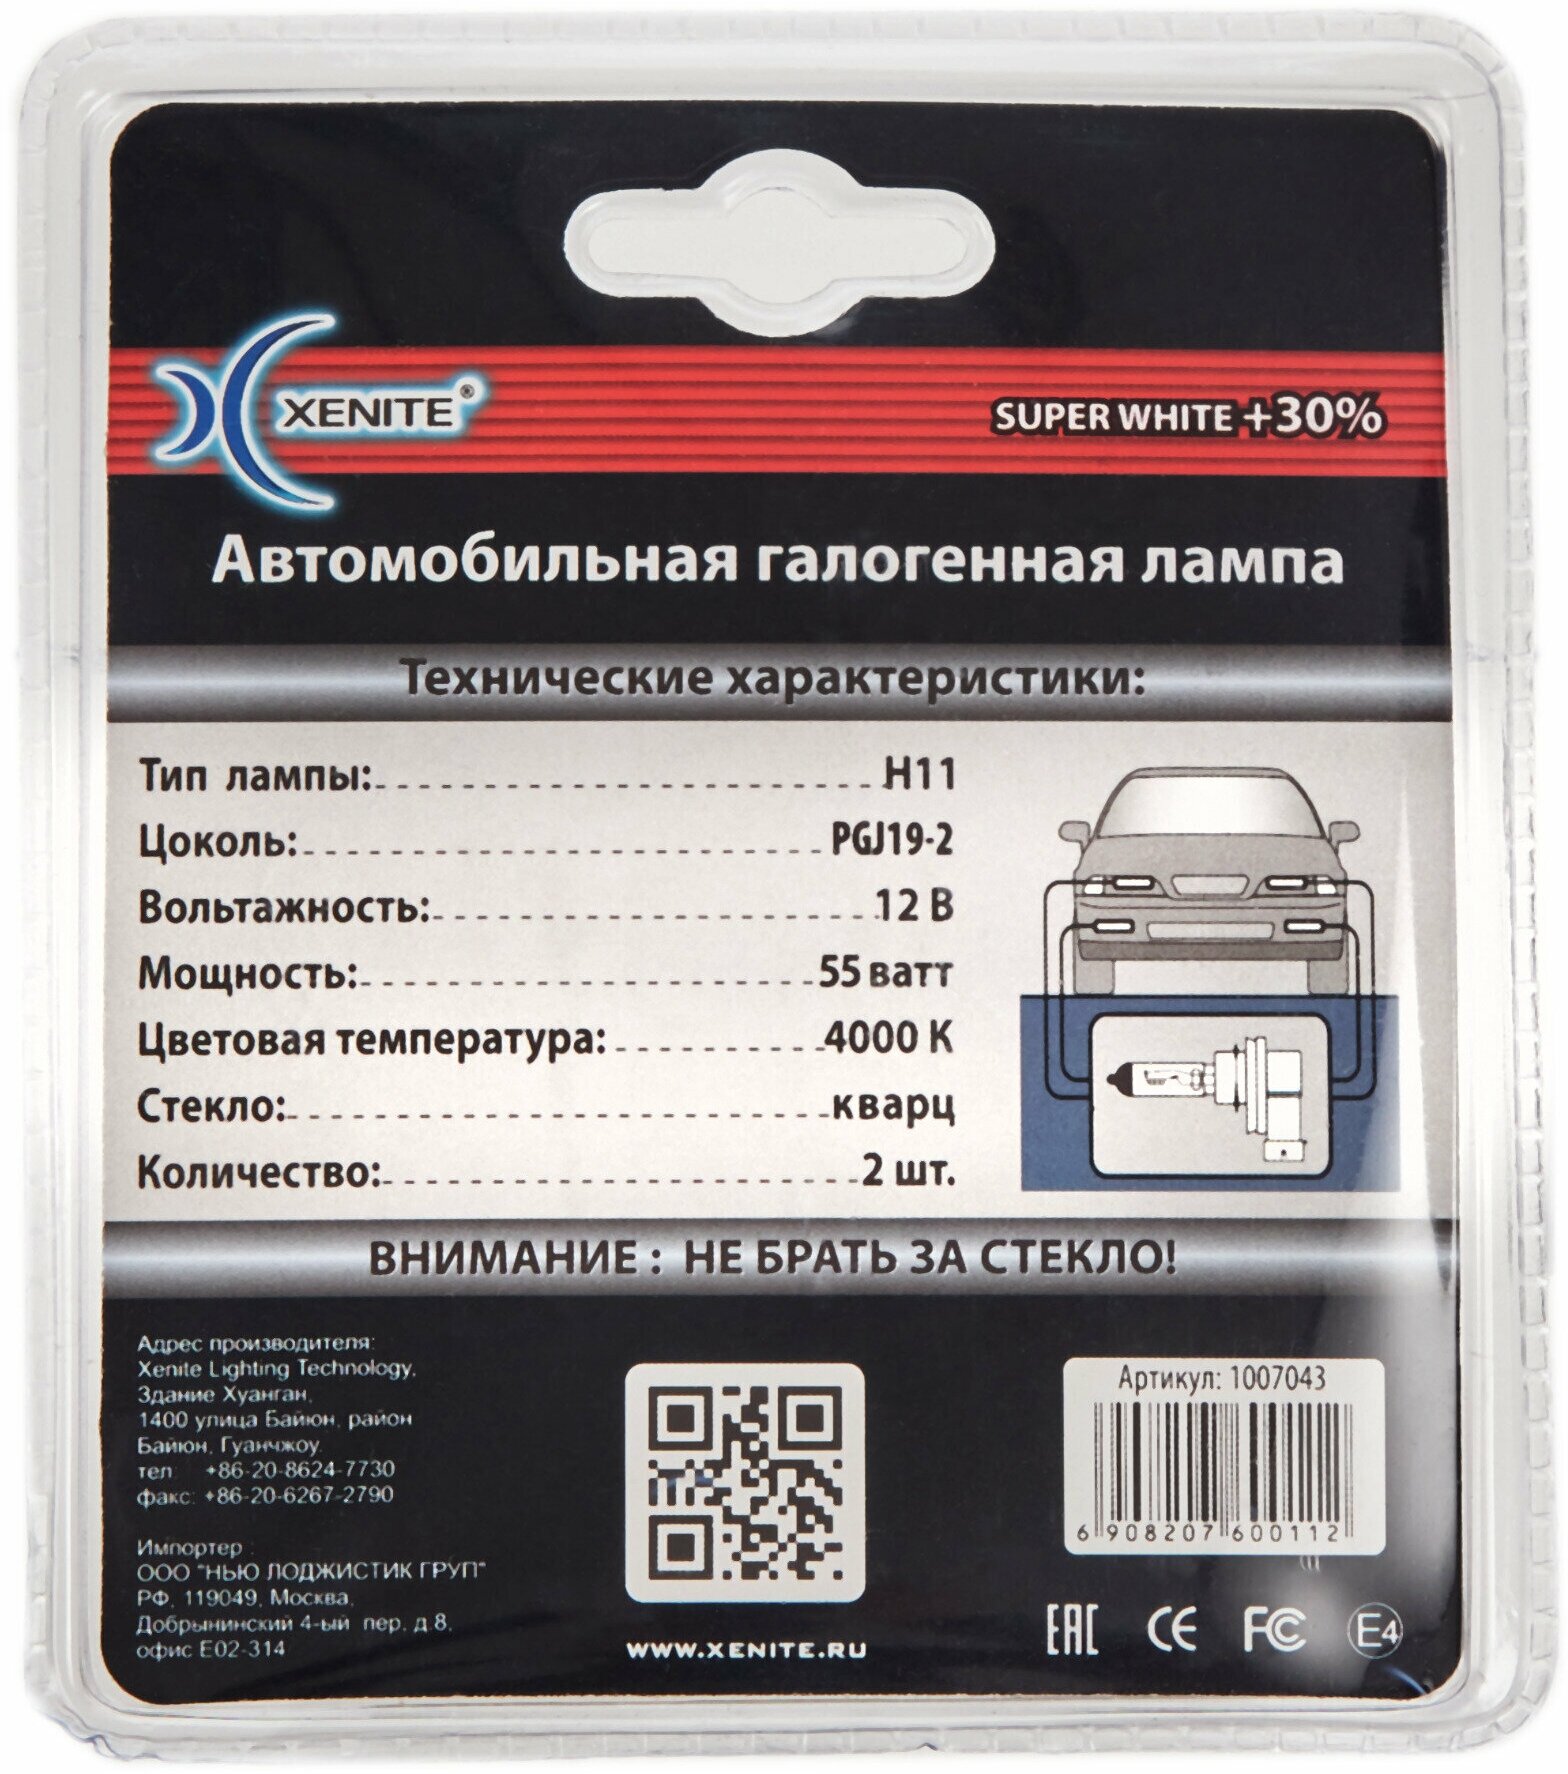 XENITE®
SUPER WHITE +30%
Автомобильная галогенная лампа
Технические характеристики:
Тип лампы: H11
Цоколь: PGJ19-2
Вольтажность: 12 В
Мощность: 55 ватт
Цветовая температура: 4000 К
Стекло: кварц
Количество: 2 шт.
ВНИМАНИЕ : НЕ БРАТЬ ЗА СТЕКЛО!
Адрес производителя:
Xenite Lighting Technology,
Здание Хуанган,
1400 улица Байюн, район
Байюн, Гуанчжоу.
тел +86-20-8624-7730
факс: +86-20-6267-2790
Импортер :
ООО "НЬЮ ЛОДЖИСТИК ГРУП"
РФ, 119049, Москва,
Добрынинский 4-ый пер, д.8,
офис Е02-314
WWW.XENITE.RU
Артикул: 1007043
6 908207 600112
EAC CE FC E4